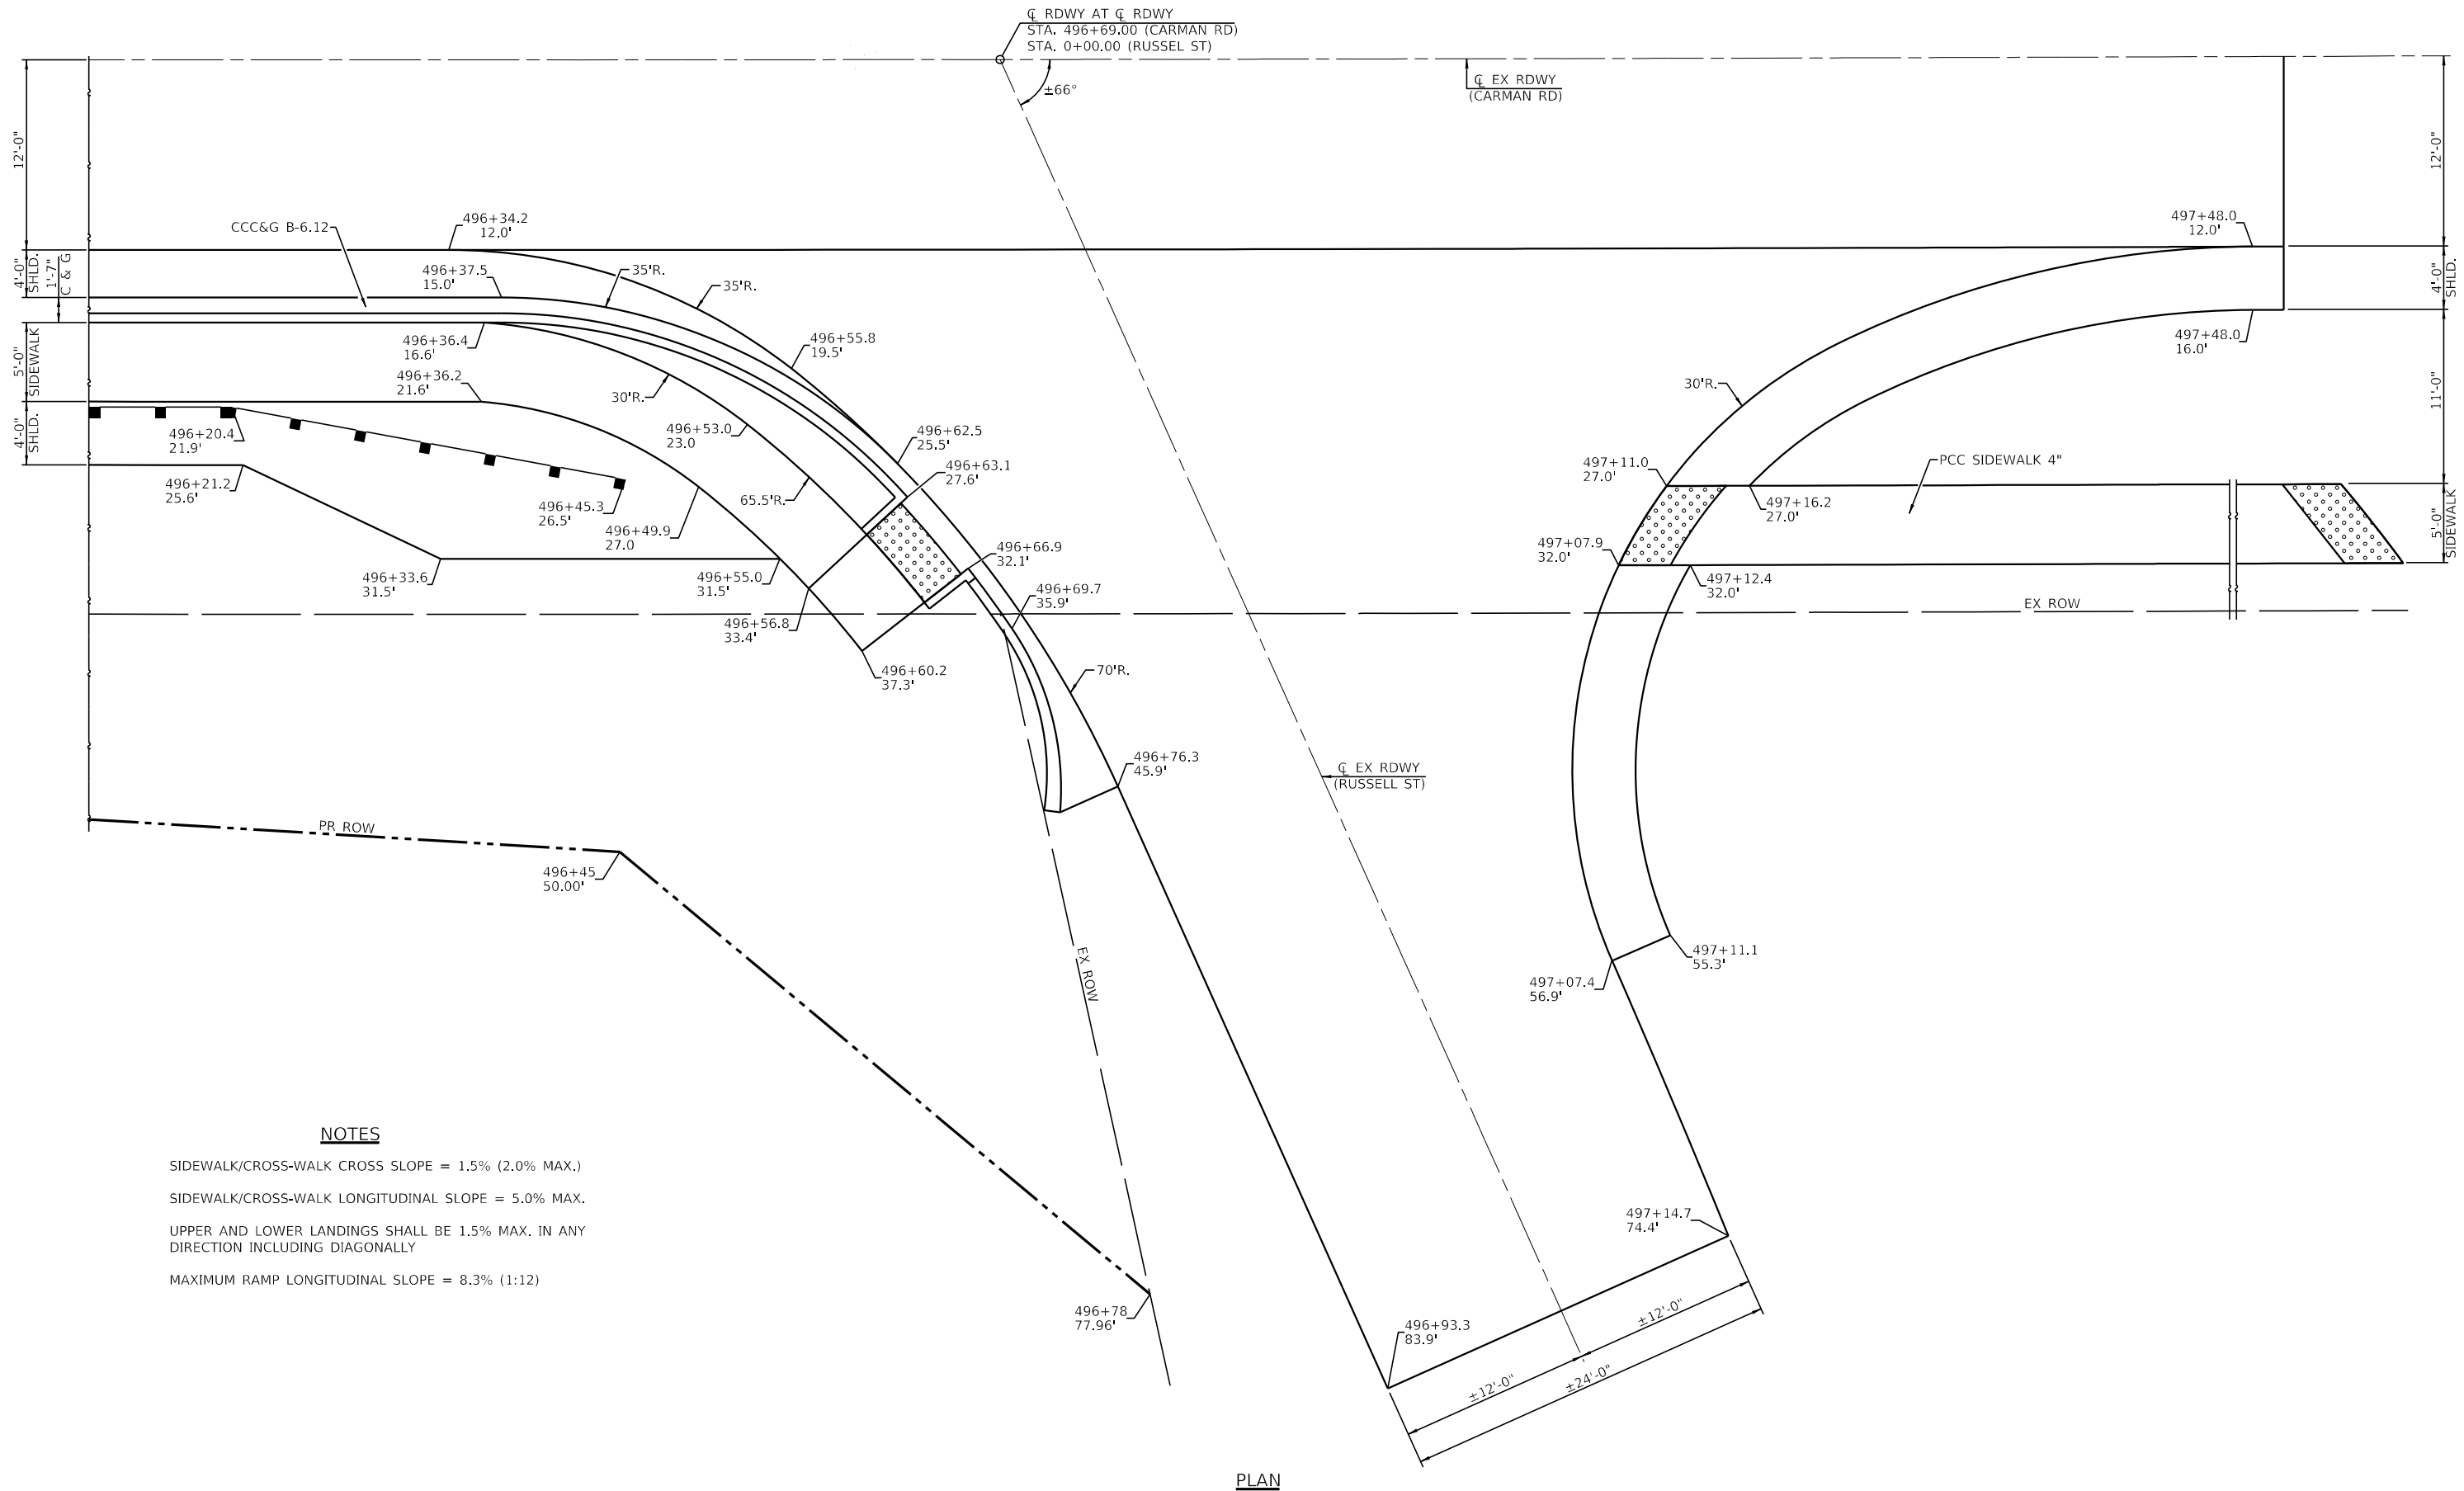 ℄ RDWY AT ℄ RDWY
STA. 496+69.00 (CARMAN RD)
STA. 0+00.00 (RUSSEL ST)
±66°
℄ EX RDWY
(CARMAN RD)
12'-0"
4'-0"
SHLD.
1'-7"
C & G
5'-0"
SIDEWALK
4'-0"
SHLD.
CCC&G B-6.12
496+34.2
12.0'
496+37.5
15.0'
35'R.
35'R.
496+55.8
19.5'
496+36.4
16.6'
496+36.2
21.6'
30'R.
496+20.4
21.9'
496+53.0
23.0
496+62.5
25.5'
496+63.1
27.6'
496+21.2
25.6'
496+45.3
26.5'
65.5'R.
496+49.9
27.0
496+66.9
32.1'
496+33.6
31.5'
496+55.0
31.5'
496+69.7
35.9'
496+56.8
33.4'
496+60.2
37.3'
70'R.
496+76.3
45.9'
℄ EX RDWY
(RUSSELL ST)
497+48.0
12.0'
497+48.0
16.0'
30'R.
497+11.0
27.0'
PCC SIDEWALK 4"
497+16.2
27.0'
497+07.9
32.0'
497+12.4
32.0'
EX ROW
12'-0"
4'-0"
SHLD.
11'-0"
5'-0"
SIDEWALK
PR ROW
496+45
50.00'
EX ROW
497+11.1
55.3'
497+07.4
56.9'
497+14.7
74.4'
496+78
77.96'
496+93.3
83.9'
±12'-0"
±12'-0"
±24'-0"
NOTES
SIDEWALK/CROSS-WALK CROSS SLOPE = 1.5% (2.0% MAX.)
SIDEWALK/CROSS-WALK LONGITUDINAL SLOPE = 5.0% MAX.
UPPER AND LOWER LANDINGS SHALL BE 1.5% MAX. IN ANY
DIRECTION INCLUDING DIAGONALLY
MAXIMUM RAMP LONGITUDINAL SLOPE = 8.3% (1:12)
PLAN